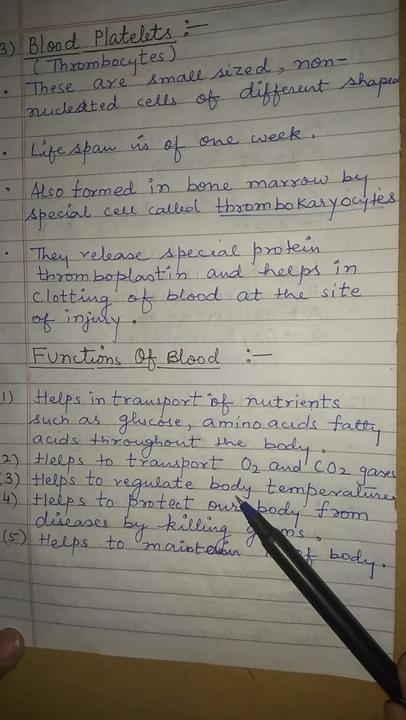 3) Blood Platelets :-
(Thrombocytes)
• These are small sized, non-
nucleated cells of different shaped
• Life span is of one week.
• Also formed in bone marrow by
special cell called thrombokaryocytes
• They release special protein
thromboplastin and helps in
clotting of blood at the site
of injury.
Functions Of Blood :-
1) Helps in transport of nutrients
such as glucose, amino acids fatty
acids throughout the body.
2) Helps to transport O2 and CO2 gases
(3) Helps to regulate body temperature
4) Helps to protect our body from
diseases by killing germs.
(5) Helps to maintain of body.